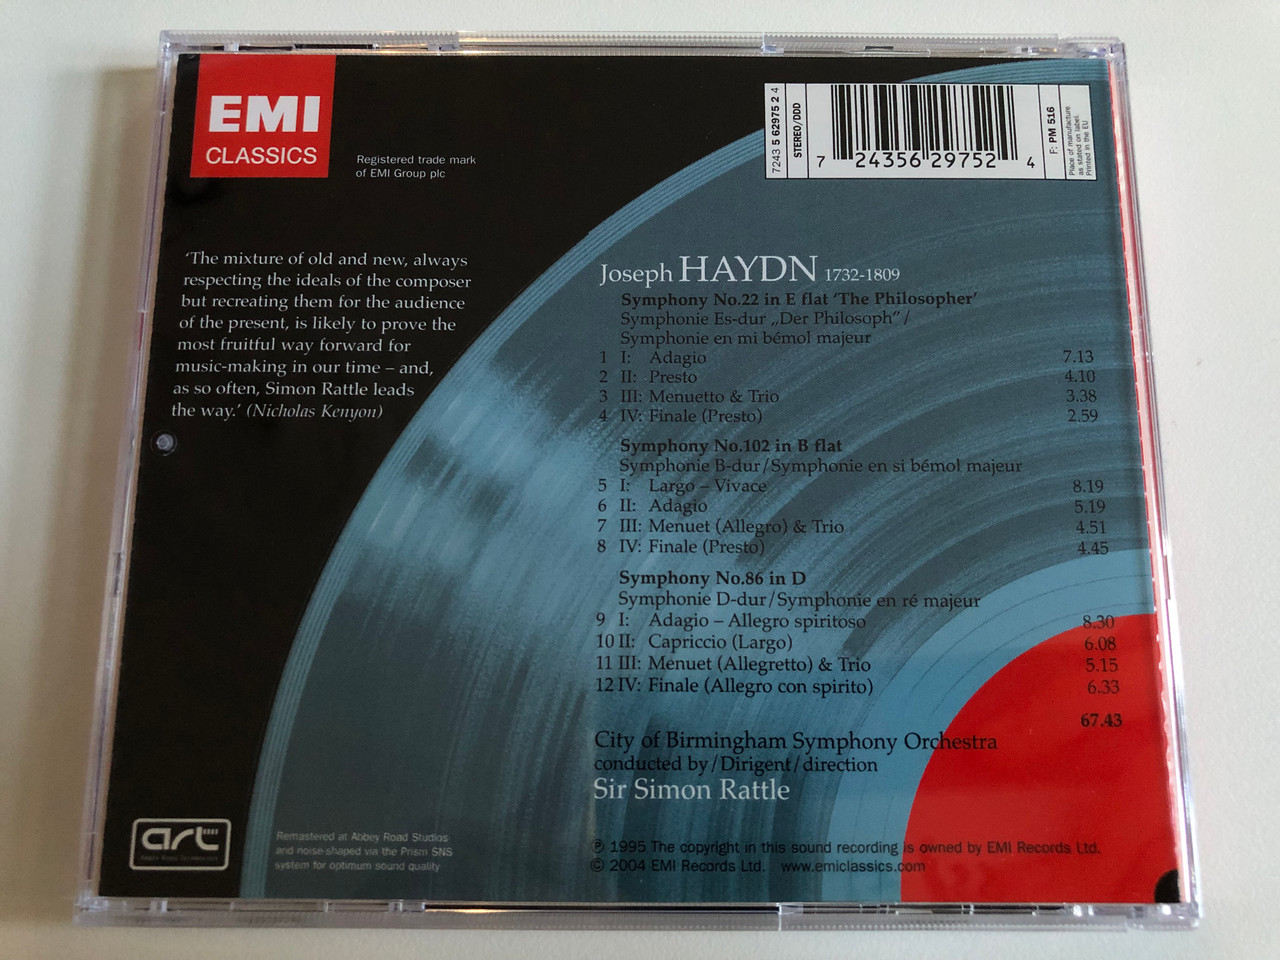 EMI
CLASSICS
Registered trade mark
of EMI Group plc
7243 5 62975 2 4
STEREO/DDD
7 24356 29752 4
F: PM 516
Place of manufacture
as stated on label.
Printed in the EU
‘The mixture of old and new, always
respecting the ideals of the composer
but recreating them for the audience
of the present, is likely to prove the
most fruitful way forward for
music-making in our time – and,
as so often, Simon Rattle leads
the way.’ (Nicholas Kenyon)
Joseph HAYDN 1732-1809
Symphony No.22 in E flat ‘The Philosopher’
Symphonie Es-dur „Der Philosoph”/
Symphonie en mi bémol majeur
1 I: Adagio 7.13
2 II: Presto 4.10
3 III: Menuetto & Trio 3.38
4 IV: Finale (Presto) 2.59
Symphony No.102 in B flat
Symphonie B-dur/Symphonie en si bémol majeur
5 I: Largo – Vivace 8.19
6 II: Adagio 5.19
7 III: Menuet (Allegro) & Trio 4.51
8 IV: Finale (Presto) 4.45
Symphony No.86 in D
Symphonie D-dur/Symphonie en ré majeur
9 I: Adagio – Allegro spiritoso 8.30
10 II: Capriccio (Largo) 6.08
11 III: Menuet (Allegretto) & Trio 5.15
12 IV: Finale (Allegro con spirito) 6.33
67.43
City of Birmingham Symphony Orchestra
conducted by/Dirigent/direction
Sir Simon Rattle
art
Abbey Road Technology
Remastered at Abbey Road Studios
and noise-shaped via the Prism SNS
system for optimum sound quality
℗ 1995 The copyright in this sound recording is owned by EMI Records Ltd.
© 2004 EMI Records Ltd. www.emiclassics.com